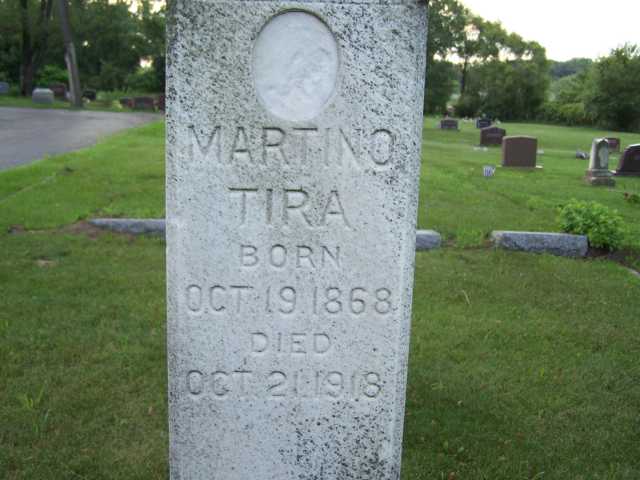 MARTINO
TIRA
BORN
OCT. 19. 1868
DIED
OCT. 21. 1918